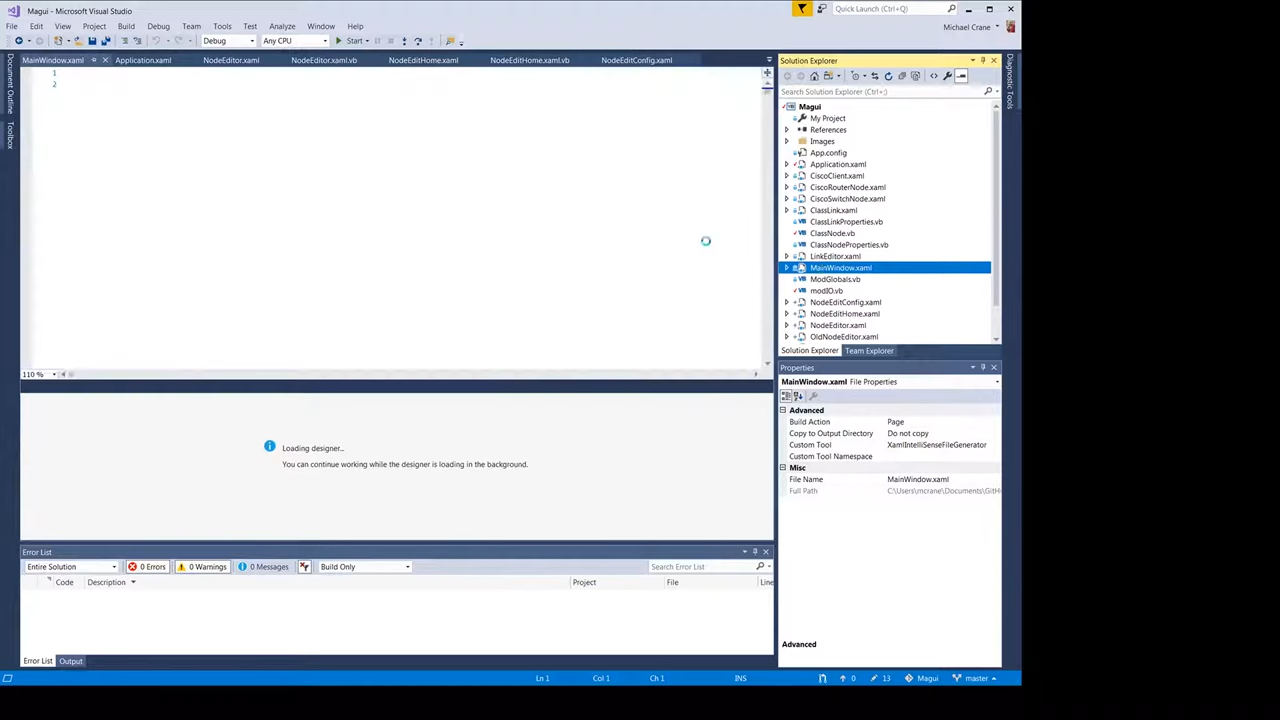 Magui - Microsoft Visual Studio
Quick Launch (Ctrl+Q)
File Edit View Project Build Debug Team Tools Test Analyze Window Help
Michael Crane
Debug Any CPU Start
MainWindow.xaml Application.xaml NodeEditor.xaml NodeEditor.xaml.vb NodeEditHome.xaml NodeEditHome.xaml.vb NodeEditConfig.xaml
Document Outline
Toolbox
1
2
110 %
Loading designer...
You can continue working while the designer is loading in the background.
Error List
Entire Solution 0 Errors 0 Warnings 0 Messages Build Only Search Error List
Code Description Project File Line
Error List Output
Solution Explorer
Search Solution Explorer (Ctrl+;)
Magui
My Project
References
Images
App.config
Application.xaml
CiscoClient.xaml
CiscoRouterNode.xaml
CiscoSwitchNode.xaml
ClassLink.xaml
ClassLinkProperties.vb
ClassNode.vb
ClassNodeProperties.vb
LinkEditor.xaml
MainWindow.xaml
ModGlobals.vb
modIO.vb
NodeEditConfig.xaml
NodeEditHome.xaml
NodeEditor.xaml
OldNodeEditor.xaml
Solution Explorer Team Explorer
Properties
MainWindow.xaml File Properties
Advanced
Build Action Page
Copy to Output Directory Do not copy
Custom Tool XamlIntelliSenseFileGenerator
Custom Tool Namespace
Misc
File Name MainWindow.xaml
Full Path C:\Users\mcrane\Documents\GitH
Advanced
Diagnostic Tools
Ln 1 Col 1 Ch 1 INS 0 13 Magui master